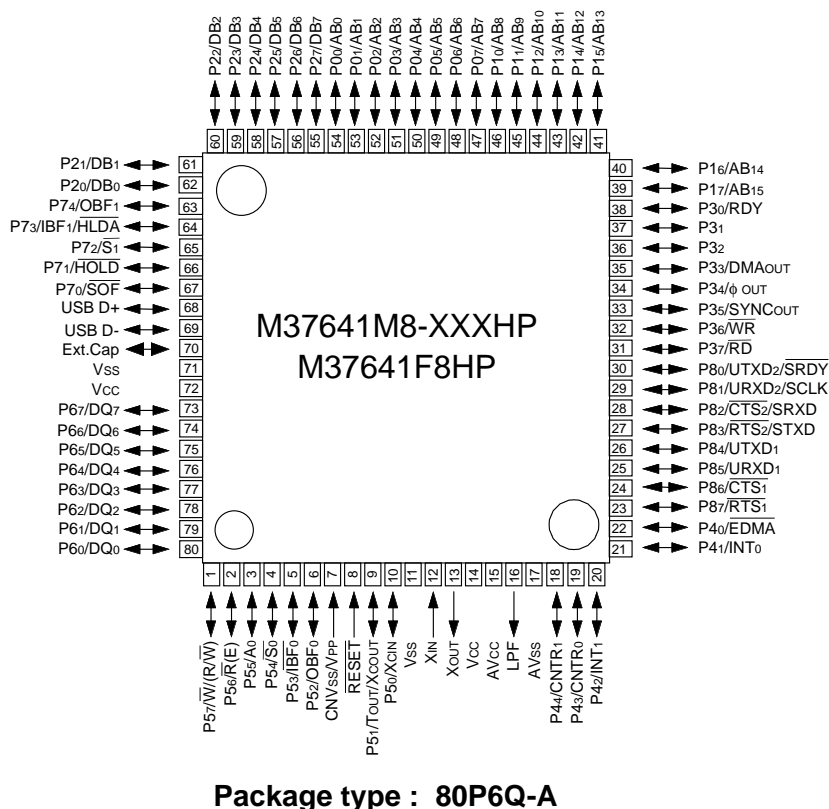 P22/DB2
P23/DB3
P24/DB4
P25/DB5
P26/DB6
P27/DB7
P00/AB0
P01/AB1
P02/AB2
P03/AB3
P04/AB4
P05/AB5
P06/AB6
P07/AB7
P10/AB8
P11/AB9
P12/AB10
P13/AB11
P14/AB12
P15/AB13
60 59 58 57 56 55 54 53 52 51 50 49 48 47 46 45 44 43 42 41
P21/DB1 61
P20/DB0 62
P74/OBF1 63
P73/IBF1/HLDA 64
P72/S1 65
P71/HOLD 66
P70/SOF 67
USB D+ 68
USB D- 69
Ext.Cap 70
Vss 71
Vcc 72
P67/DQ7 73
P66/DQ6 74
P65/DQ5 75
P64/DQ4 76
P63/DQ3 77
P62/DQ2 78
P61/DQ1 79
P60/DQ0 80
M37641M8-XXXHP
M37641F8HP
40 P16/AB14
39 P17/AB15
38 P30/RDY
37 P31
36 P32
35 P33/DMAOUT
34 P34/ϕ OUT
33 P35/SYNCOUT
32 P36/WR
31 P37/RD
30 P80/UTXD2/SRDY
29 P81/URXD2/SCLK
28 P82/CTS2/SRXD
27 P83/RTS2/STXD
26 P84/UTXD1
25 P85/URXD1
24 P86/CTS1
23 P87/RTS1
22 P40/EDMA
21 P41/INT0
1 2 3 4 5 6 7 8 9 10 11 12 13 14 15 16 17 18 19 20
P57/W/(R/W)
P56/R(E)
P55/A0
P54/S0
P53/IBF0
P52/OBF0
CNVss/VPP
RESET
P51/TOUT/XCOUT
P50/XCIN
Vss
XIN
XOUT
VCC
AVCC
LPF
AVss
P44/CNTR1
P43/CNTR0
P42/INT1
Package type : 80P6Q-A